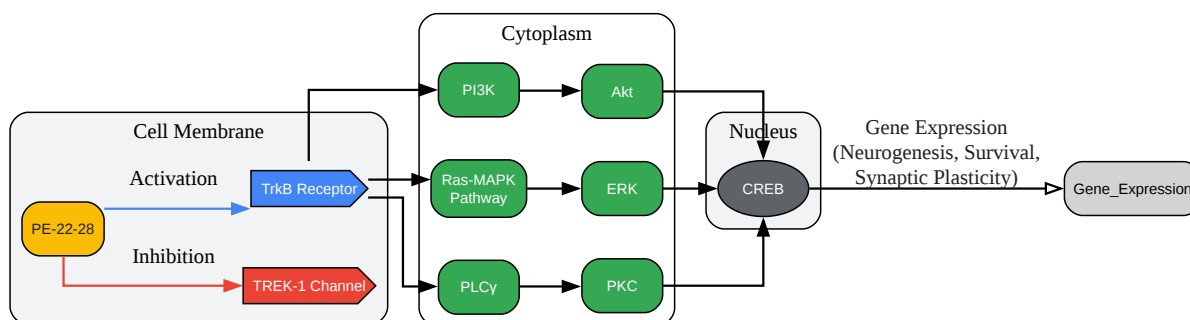 Cell Membrane
Activation
TrkB Receptor
PE-22-28
Inhibition
TREK-1 Channel
Cytoplasm
PI3K
Akt
Ras-MAPK
Pathway
ERK
PLCγ
PKC
Nucleus
CREB
Gene Expression
(Neurogenesis, Survival,
Synaptic Plasticity)
Gene_Expression